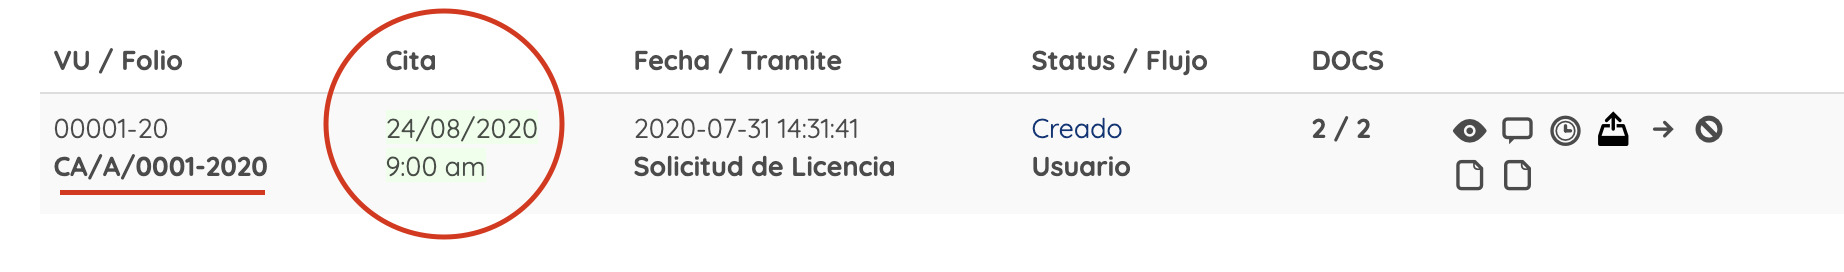 VU / Folio Cita Fecha / Tramite Status / Flujo DOCS
00001-20 24/08/2020 2020-07-31 14:31:41 Creado 2 / 2
CA/A/0001-2020 9:00 am Solicitud de Licencia Usuario